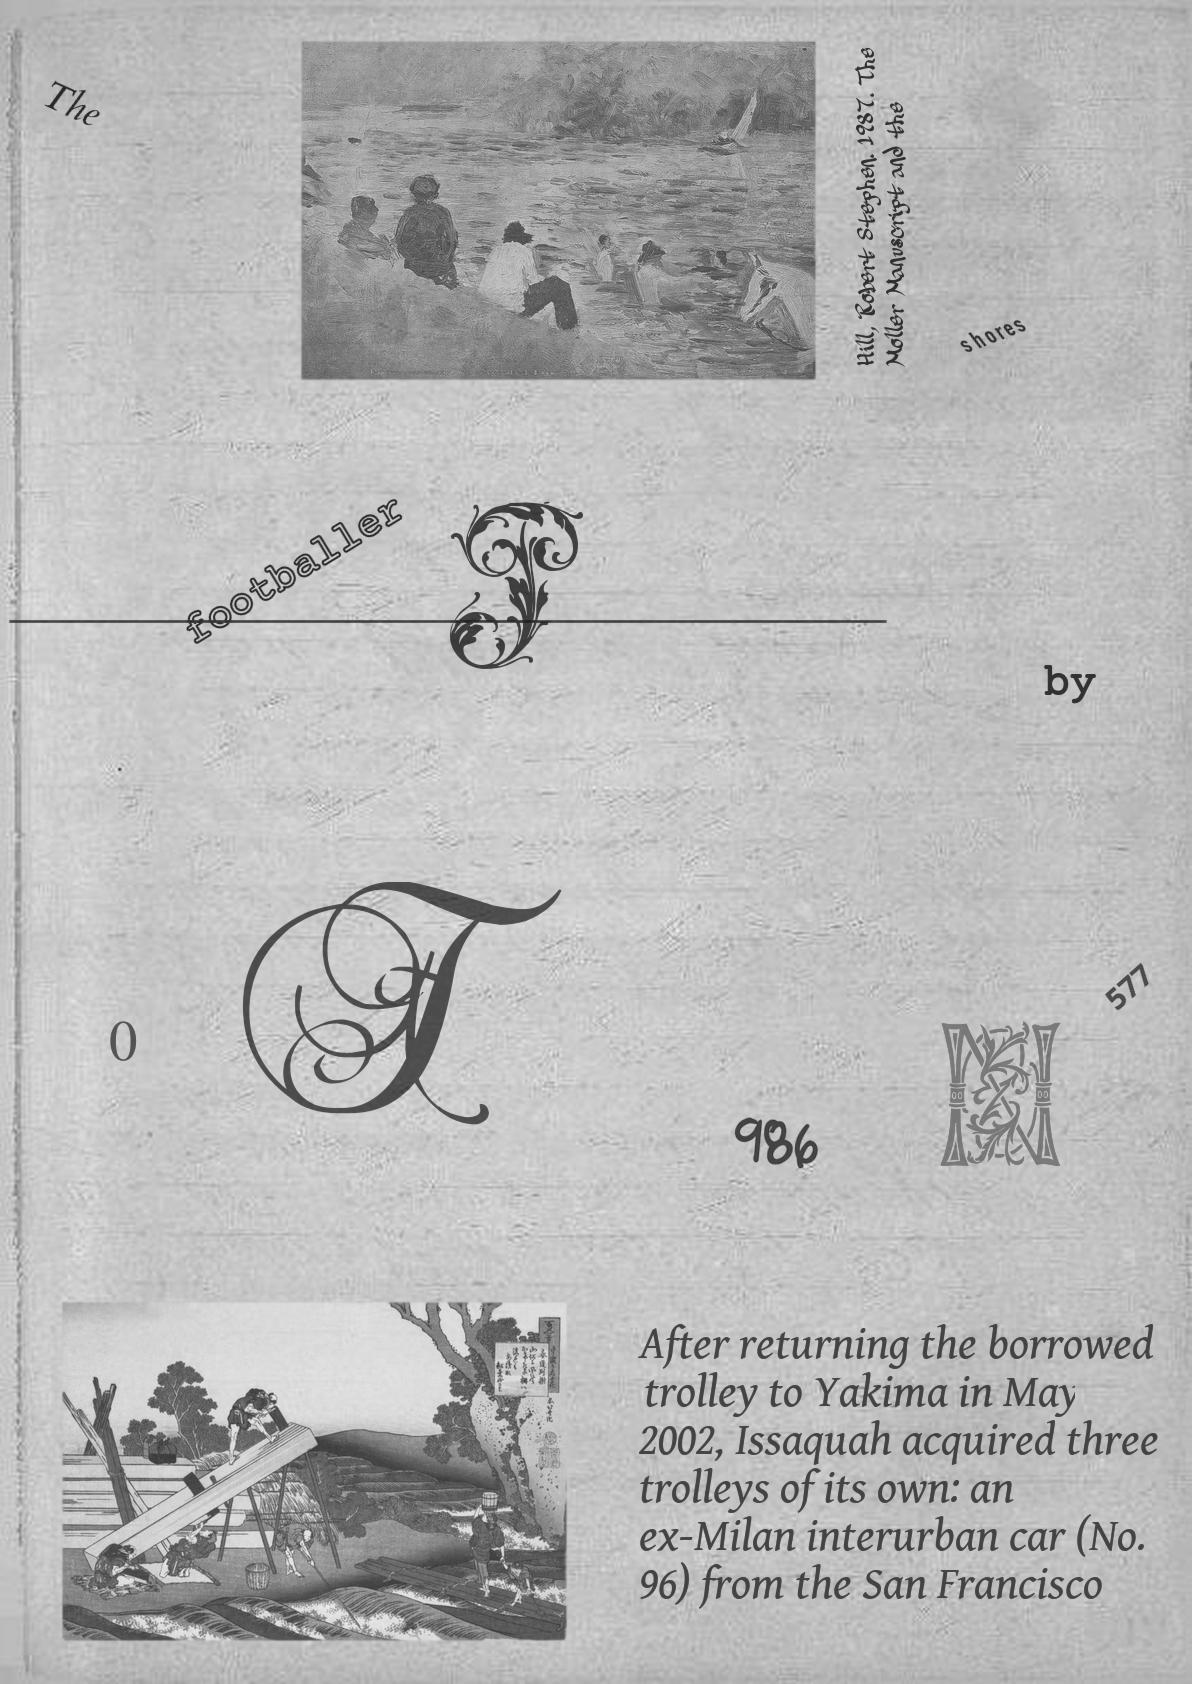 The
Hill, Robert Stephen. 1987. The
Moller Manuscript and the
shores
footballer
J
by
T
577
0
N
986
After returning the borrowed
trolley to Yakima in May
2002, Issaquah acquired three
trolleys of its own: an
ex-Milan interurban car (No.
96) from the San Francisco